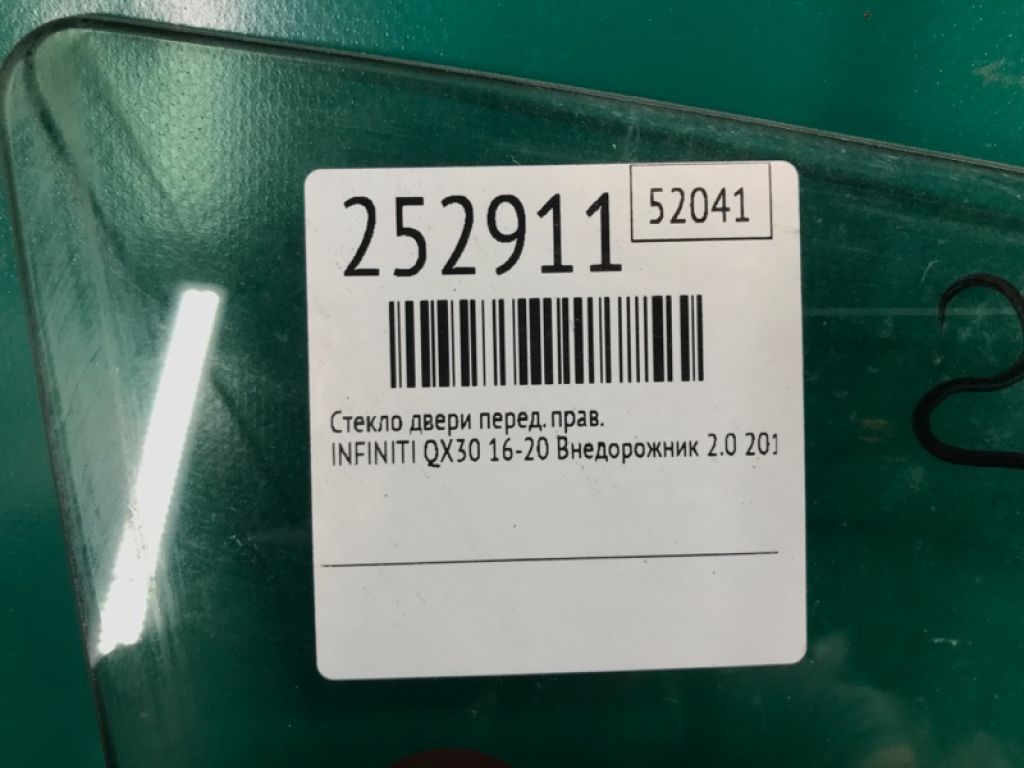 252911
52041
Стекло двери перед. прав.
INFINITI QX30 16-20 Внедорожник 2.0 201